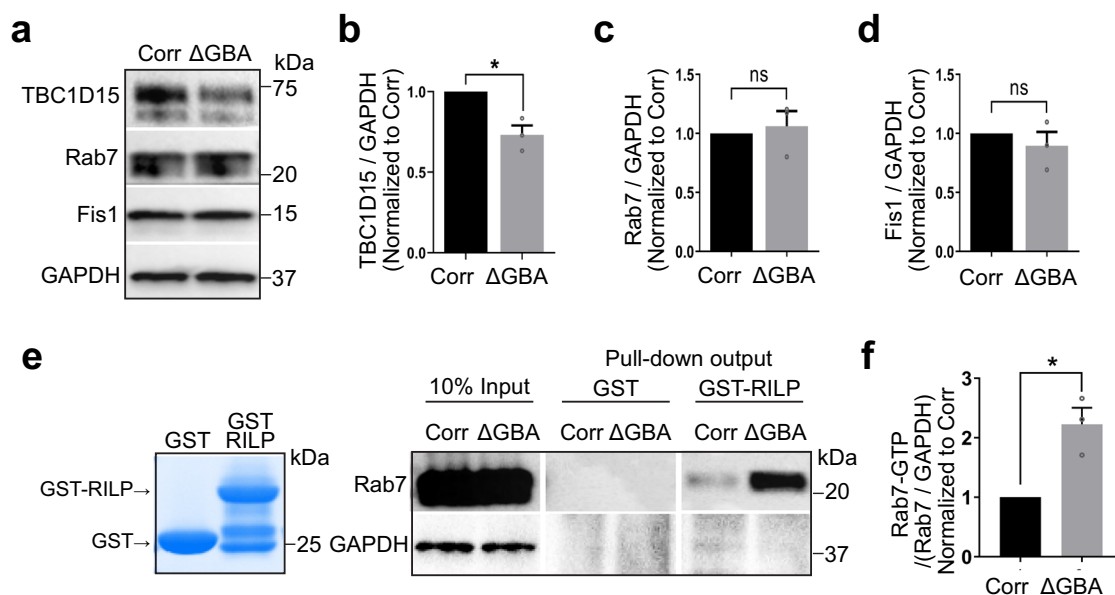 a
Corr ΔGBA
kDa
TBC1D15
75
Rab7
20
Fis1
15
GAPDH
37
b
TBC1D15 / GAPDH
(Normalized to Corr)
1.0
0.5
0.0
*
Corr ΔGBA
c
Rab7 / GAPDH
(Normalized to Corr)
1.5
1.0
0.5
0.0
ns
Corr ΔGBA
d
Fis1 / GAPDH
(Normalized to Corr)
1.5
1.0
0.5
0.0
ns
Corr ΔGBA
e
GST
GST
RILP
kDa
GST-RILP→
GST→
25
Pull-down output
10% Input
GST
GST-RILP
Corr ΔGBA
Corr ΔGBA
Corr ΔGBA
kDa
Rab7
20
GAPDH
37
f
Rab7-GTP
/(Rab7 / GAPDH)
Normalized to Corr
3
2
1
0
*
Corr ΔGBA